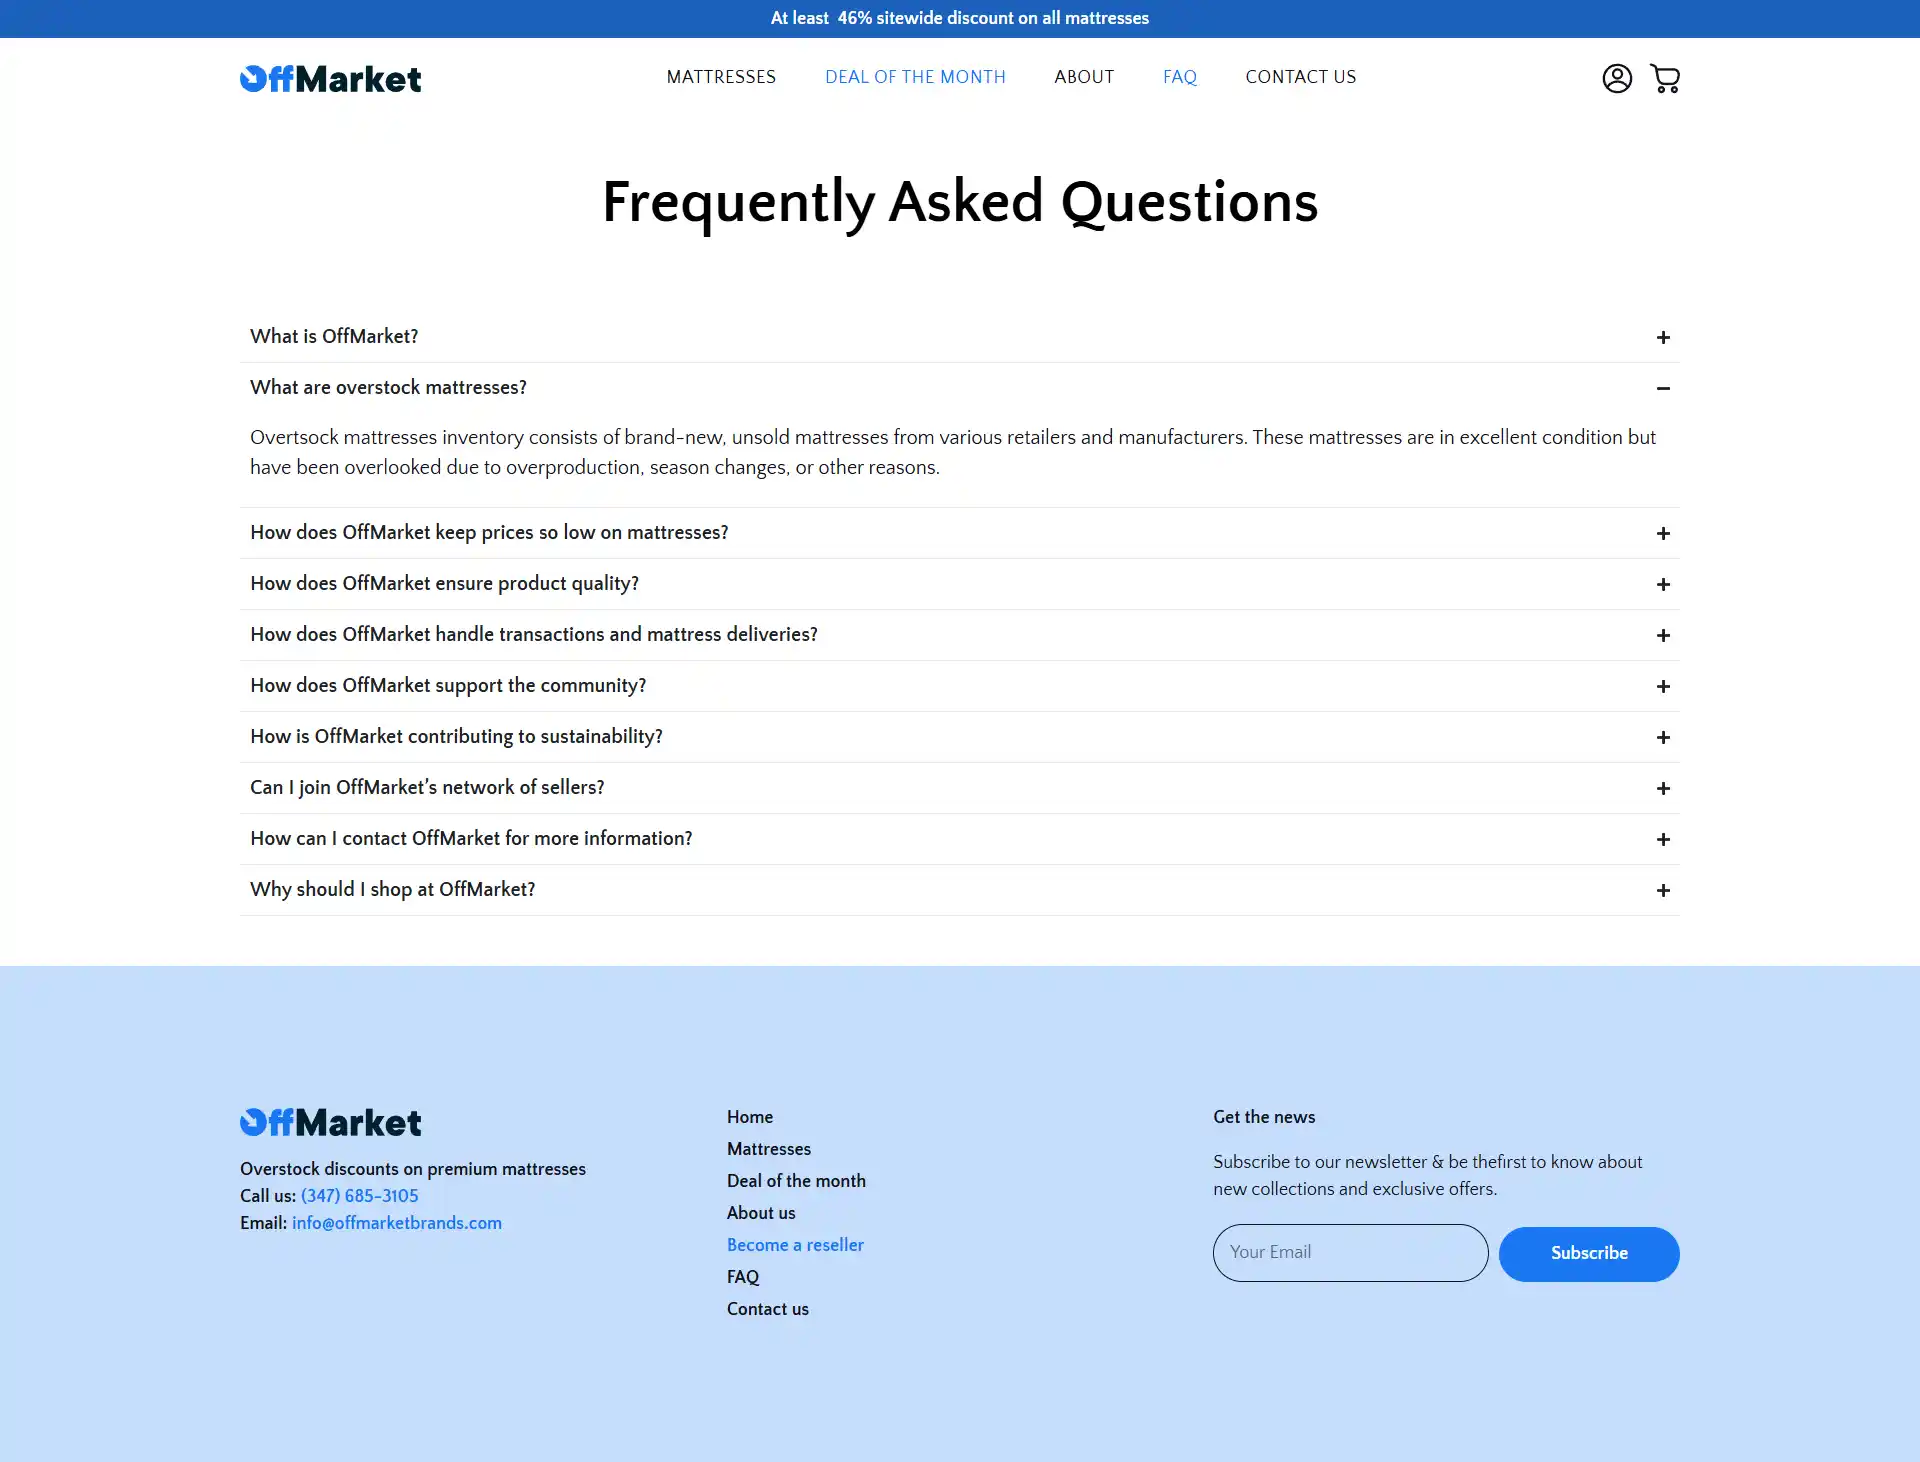 At least 46% sitewide discount on all mattresses
OffMarket
MATTRESSES
DEAL OF THE MONTH
ABOUT
FAQ
CONTACT US
Frequently Asked Questions
What is OffMarket?
What are overstock mattresses?
Overtsock mattresses inventory consists of brand-new, unsold mattresses from various retailers and manufacturers. These mattresses are in excellent condition but
have been overlooked due to overproduction, season changes, or other reasons.
How does OffMarket keep prices so low on mattresses?
How does OffMarket ensure product quality?
How does OffMarket handle transactions and mattress deliveries?
How does OffMarket support the community?
How is OffMarket contributing to sustainability?
Can I join OffMarket’s network of sellers?
How can I contact OffMarket for more information?
Why should I shop at OffMarket?
OffMarket
Overstock discounts on premium mattresses
Call us: (347) 685-3105
Email: info@offmarketbrands.com
Home
Mattresses
Deal of the month
About us
Become a reseller
FAQ
Contact us
Get the news
Subscribe to our newsletter & be thefirst to know about
new collections and exclusive offers.
Your Email
Subscribe